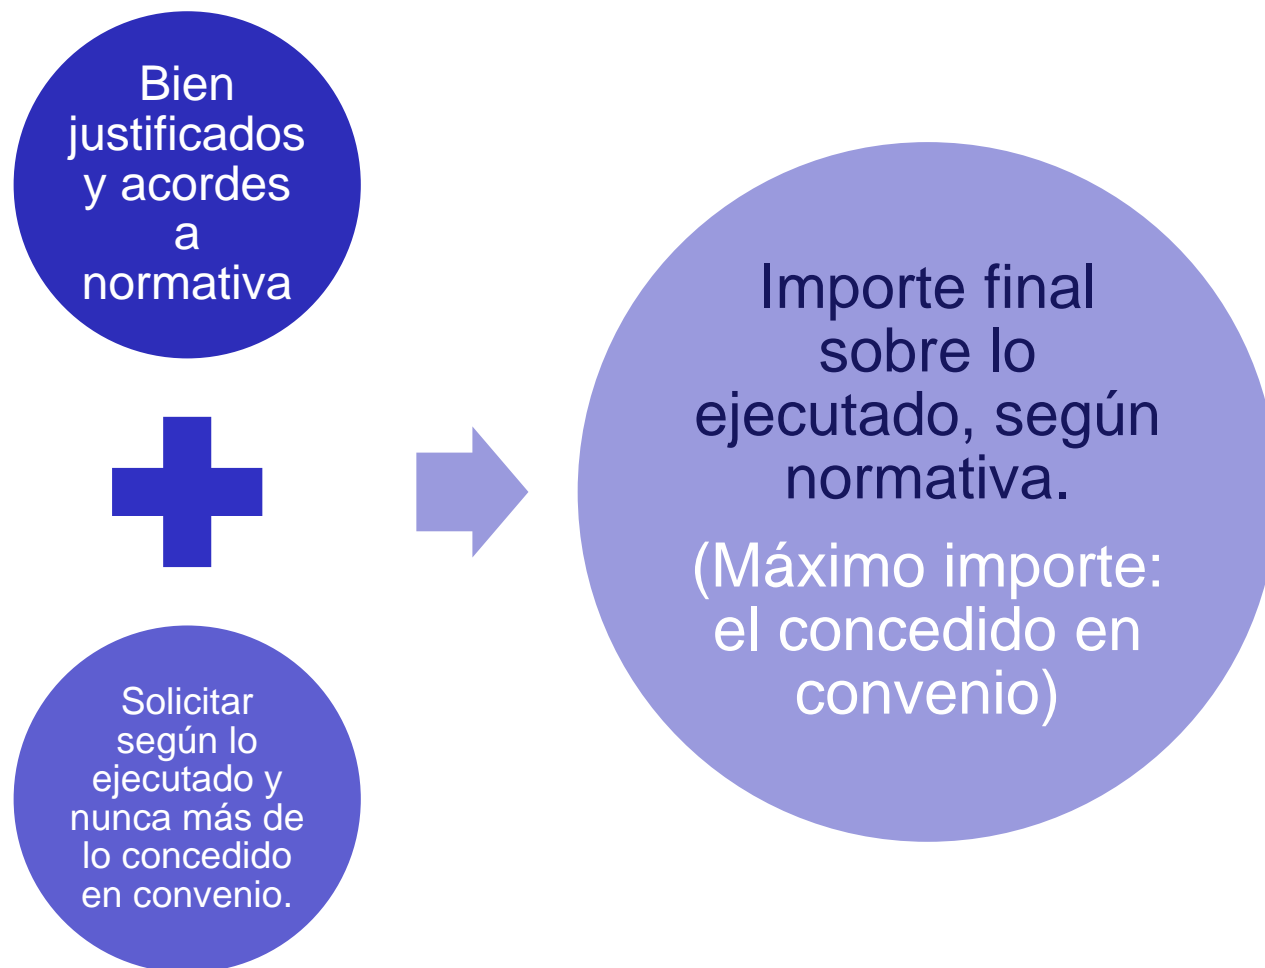 Bien
justificados
y acordes
a
normativa
Solicitar
según lo
ejecutado y
nunca más de
lo concedido
en convenio.
Importe final
sobre lo
ejecutado, según
normativa.
(Máximo importe:
el concedido en
convenio)